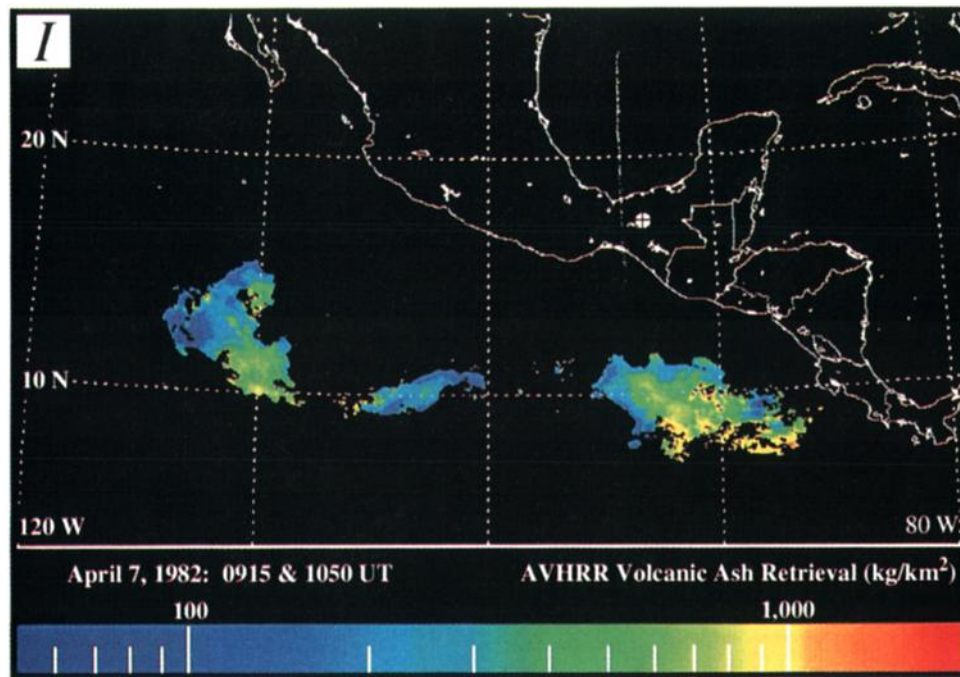 I
20 N
10 N
120 W
80 W
April 7, 1982: 0915 & 1050 UT
AVHRR Volcanic Ash Retrieval (kg/km²)
100
1,000